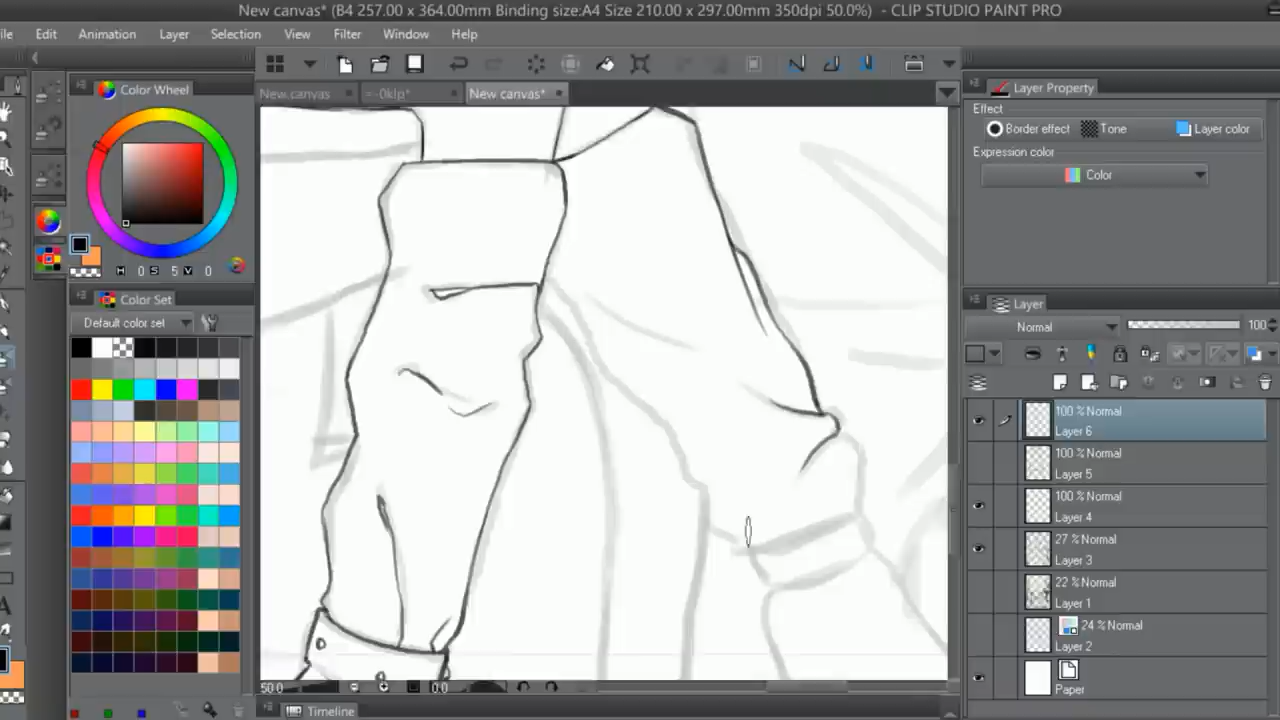 New canvas* (B4 257.00 x 364.00mm Binding size:A4 Size 210.00 x 297.00mm 350dpi 50.0%) - CLIP STUDIO PAINT PRO
ile Edit Animation Layer Selection View Filter Window Help
Color Wheel
H 0 S 5 V 0
Color Set
Default color set
New canvas
=-0klp*
New canvas*
50.0
0.0
Timeline
Layer Property
Effect
Border effect Tone Layer color
Expression color
Color
Layer
Normal 100
100 % Normal
Layer 6
100 % Normal
Layer 5
100 % Normal
Layer 4
27 % Normal
Layer 3
22 % Normal
Layer 1
24 % Normal
Layer 2
Paper